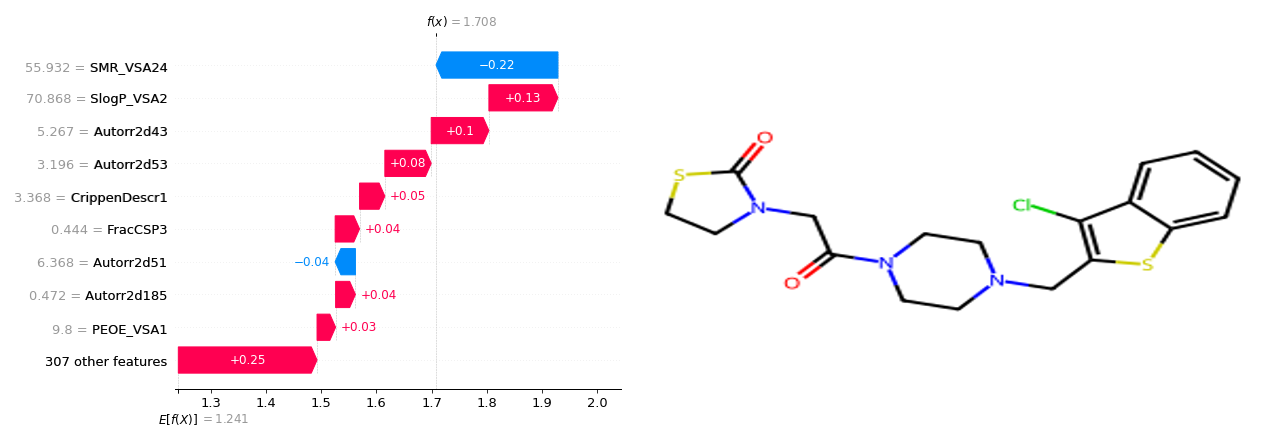 f(x) = 1.708
55.932 = SMR_VSA24
−0.22
70.868 = SlogP_VSA2
+0.13
5.267 = Autorr2d43
+0.1
3.196 = Autorr2d53
+0.08
3.368 = CrippenDescr1
+0.05
0.444 = FracCSP3
+0.04
6.368 = Autorr2d51
−0.04
0.472 = Autorr2d185
+0.04
9.8 = PEOE_VSA1
+0.03
307 other features
+0.25
1.3 1.4 1.5 1.6 1.7 1.8 1.9 2.0
E[f(X)] = 1.241
O
S
N
O
N
N
Cl
S